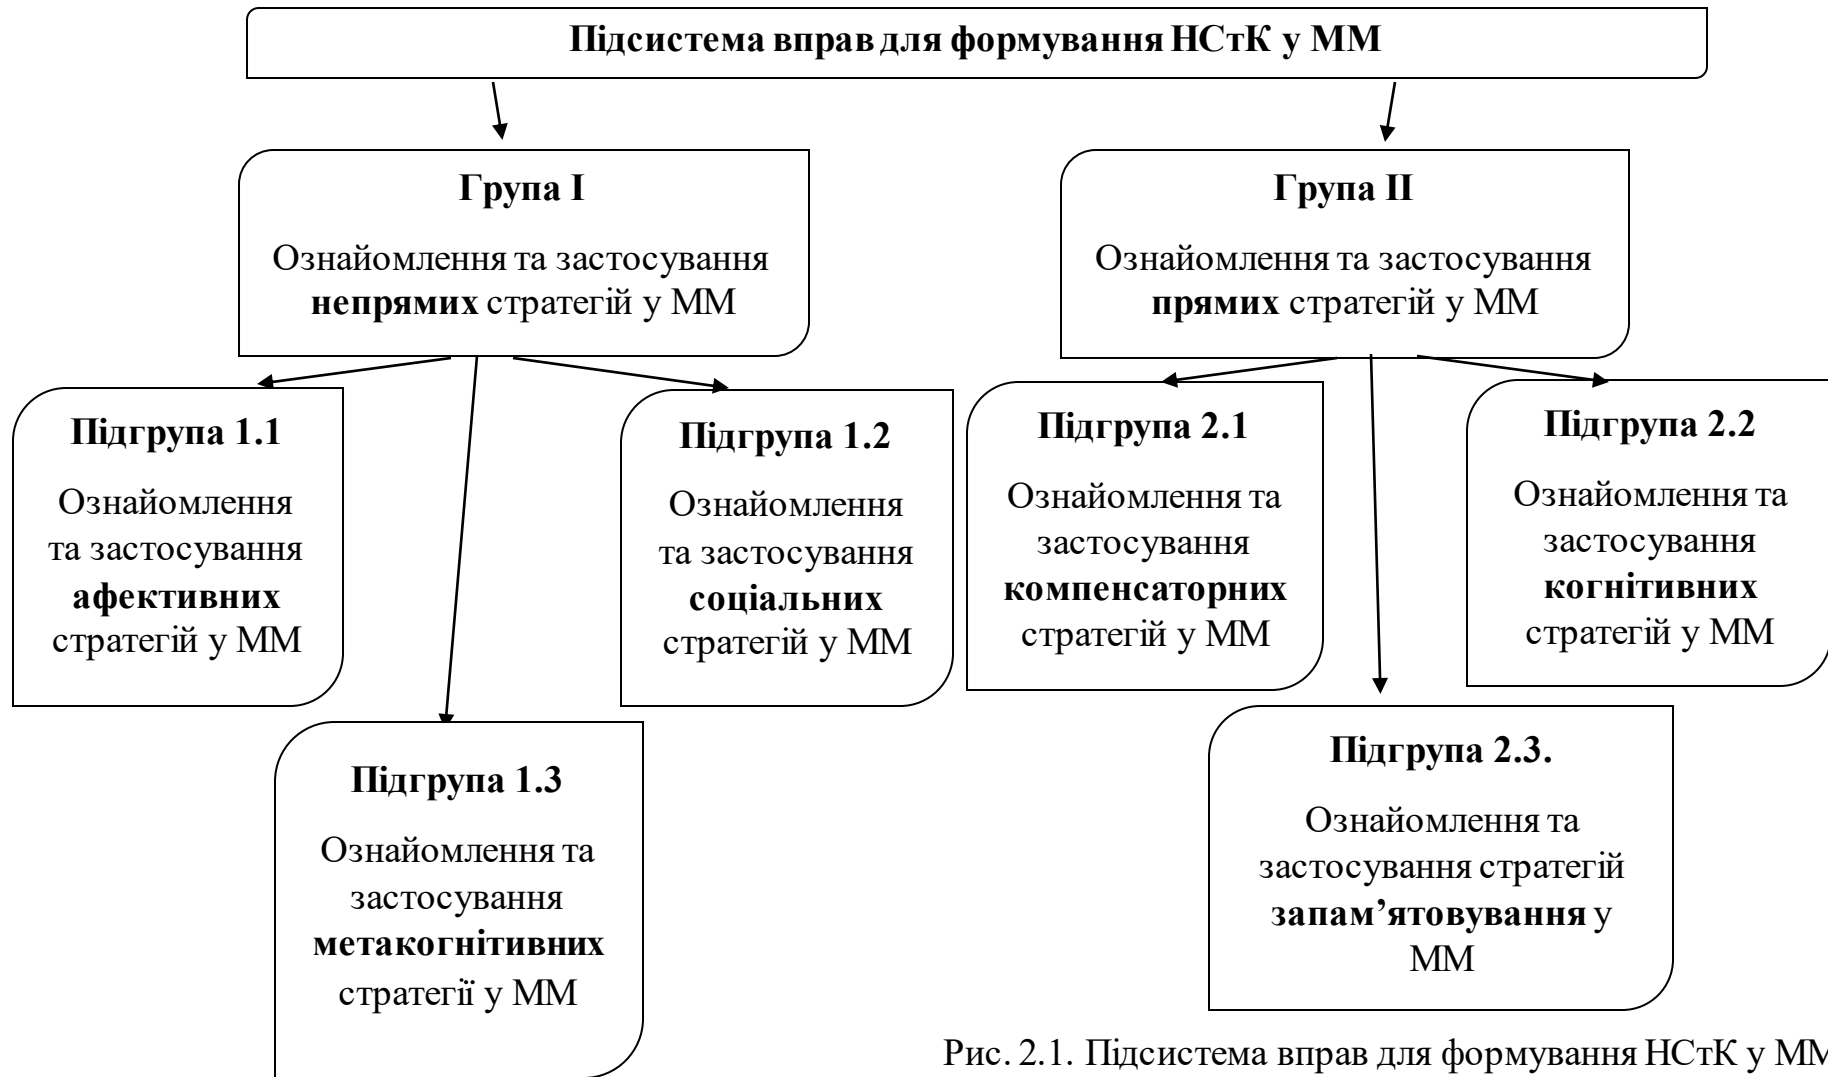 Підсистема вправ для формування НСтК у ММ
Група І
Ознайомлення та застосування
непрямих стратегій у ММ
Група ІІ
Ознайомлення та застосування
прямих стратегій у ММ
Підгрупа 1.1
Ознайомлення
та застосування
афективних
стратегій у ММ
Підгрупа 1.2
Ознайомлення
та застосування
соціальних
стратегій у ММ
Підгрупа 2.1
Ознайомлення та
застосування
компенсаторних
стратегій у ММ
Підгрупа 2.2
Ознайомлення та
застосування
когнітивних
стратегій у ММ
Підгрупа 1.3
Ознайомлення та
застосування
метакогнітивних
стратегії у ММ
Підгрупа 2.3.
Ознайомлення та
застосування стратегій
запам’ятовування у
ММ
Рис. 2.1. Підсистема вправ для формування НСтК у ММ